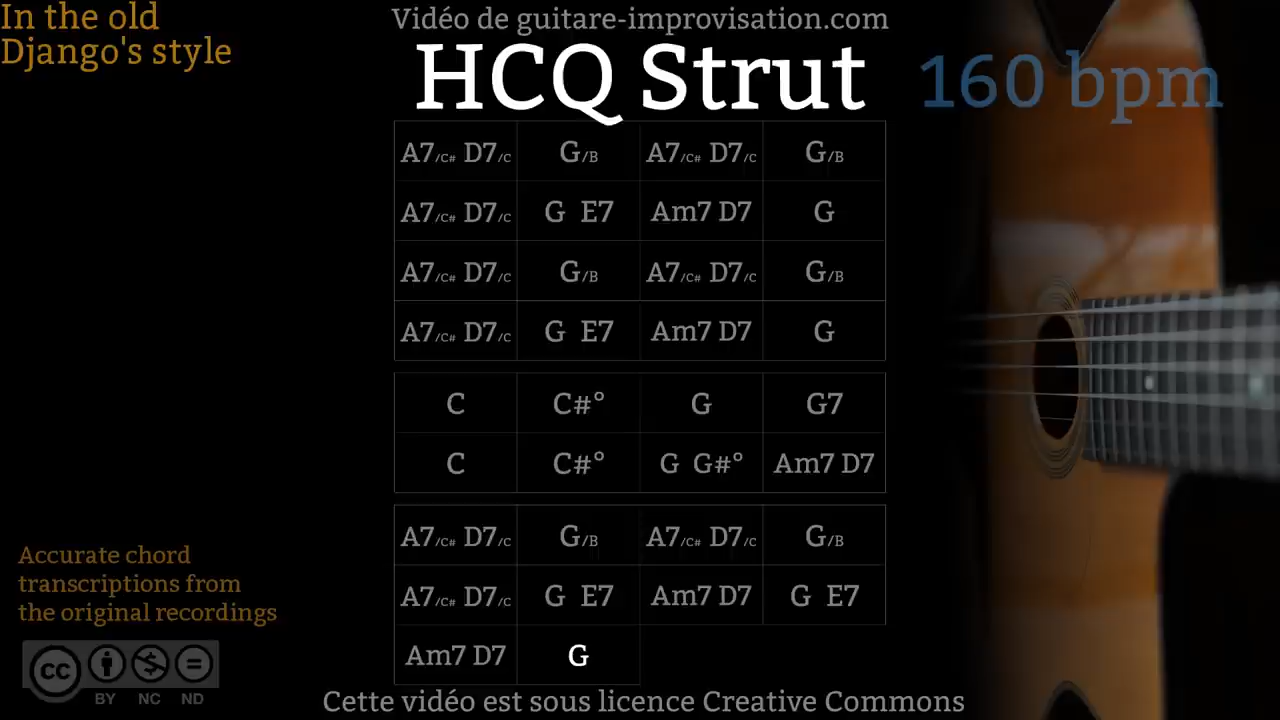 In the old
Django's style
Vidéo de guitare-improvisation.com
HCQ Strut
160 bpm
A7/C# D7/C G/B A7/C# D7/C G/B
A7/C# D7/C G E7 Am7 D7 G
A7/C# D7/C G/B A7/C# D7/C G/B
A7/C# D7/C G E7 Am7 D7 G
C C#° G G7
C C#° G G#° Am7 D7
A7/C# D7/C G/B A7/C# D7/C G/B
A7/C# D7/C G E7 Am7 D7 G E7
Am7 D7 G
Accurate chord
transcriptions from
the original recordings
cc
BY NC ND
Cette vidéo est sous licence Creative Commons